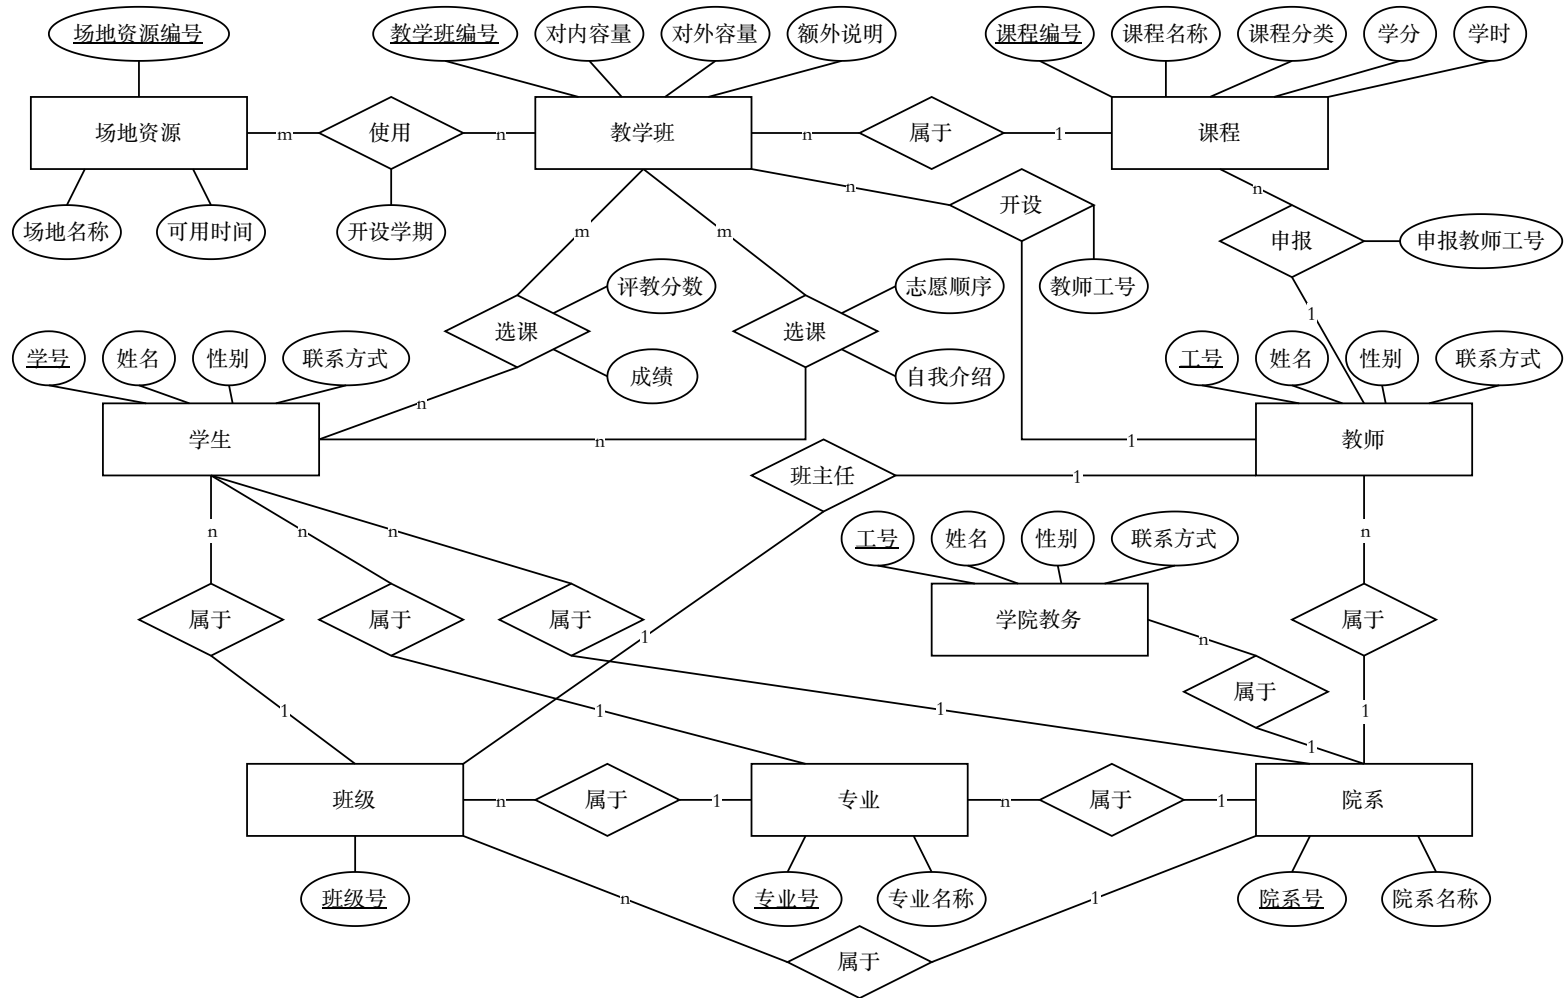 场地资源编号
教学班编号
对内容量
对外容量
额外说明
课程编号
课程名称
课程分类
学分
学时
场地资源
m
使用
n
教学班
n
属于
1
课程
n
n
开设
场地名称
可用时间
开设学期
m
m
申报
申报教师工号
评教分数
志愿顺序
教师工号
1
选课
选课
学号
姓名
性别
联系方式
工号
姓名
性别
联系方式
成绩
自我介绍
n
学生
n
1
教师
班主任
1
n
n
n
n
工号
姓名
性别
联系方式
属于
属于
属于
1
学院教务
n
属于
属于
1
1
1
1
1
班级
n
属于
1
专业
n
属于
1
院系
班级号
n
专业号
专业名称
1
院系号
院系名称
属于